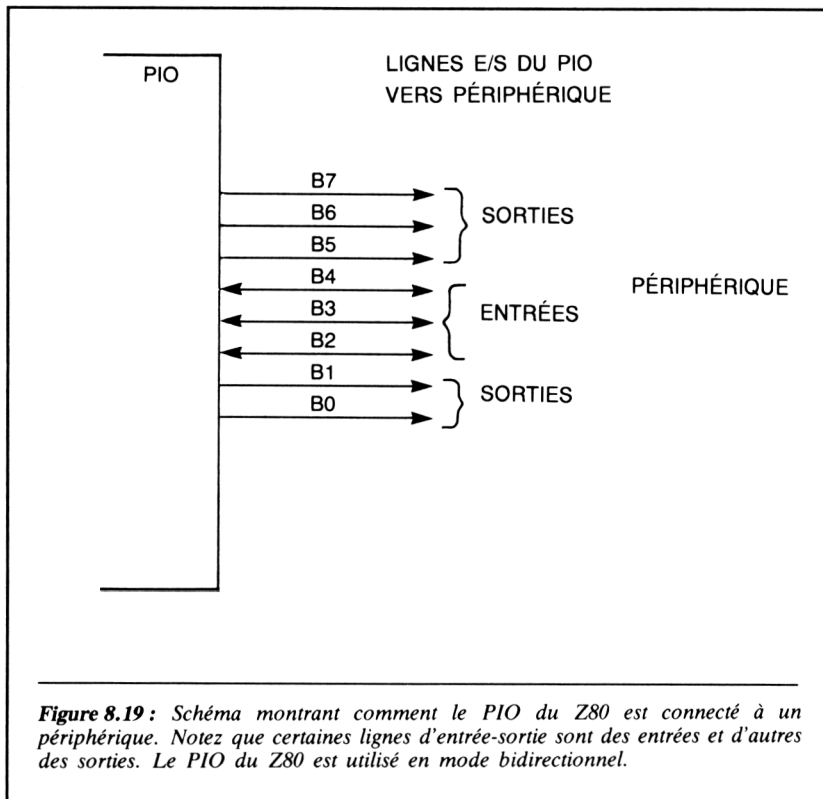 PIO
LIGNES E/S DU PIO
VERS PÉRIPHÉRIQUE
B7
B6
SORTIES
B5
B4
PÉRIPHÉRIQUE
B3
ENTRÉES
B2
B1
SORTIES
B0
Figure 8.19 : Schéma montrant comment le PIO du Z80 est connecté à un
périphérique. Notez que certaines lignes d'entrée-sortie sont des entrées et d'autres
des sorties. Le PIO du Z80 est utilisé en mode bidirectionnel.